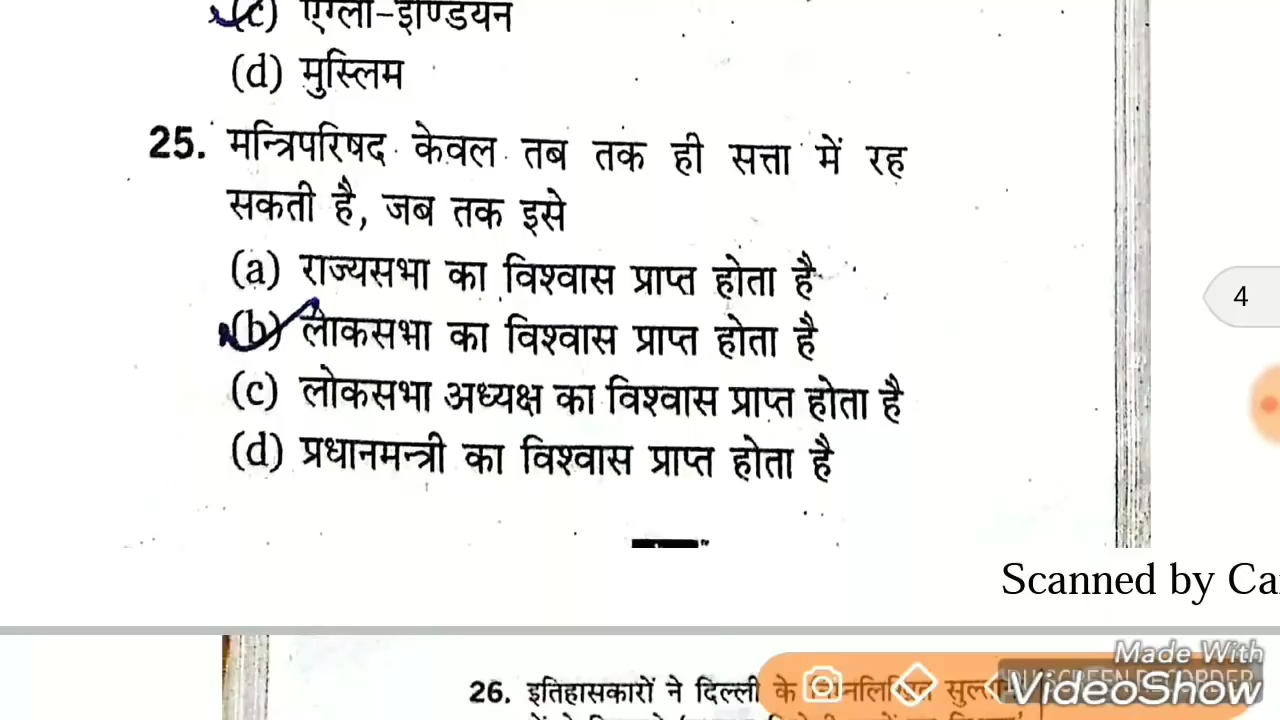 (c) एंग्लो-इण्डियन
(d) मुस्लिम
25. मन्त्रिपरिषद केवल तब तक ही सत्ता में रह
सकती है, जब तक इसे
(a) राज्यसभा का विश्वास प्राप्त होता है
(b) लोकसभा का विश्वास प्राप्त होता है
(c) लोकसभा अध्यक्ष का विश्वास प्राप्त होता है
(d) प्रधानमन्त्री का विश्वास प्राप्त होता है
4
Scanned by Ca
Made With
VideoShow
26. इतिहासकारों ने दिल्ली के